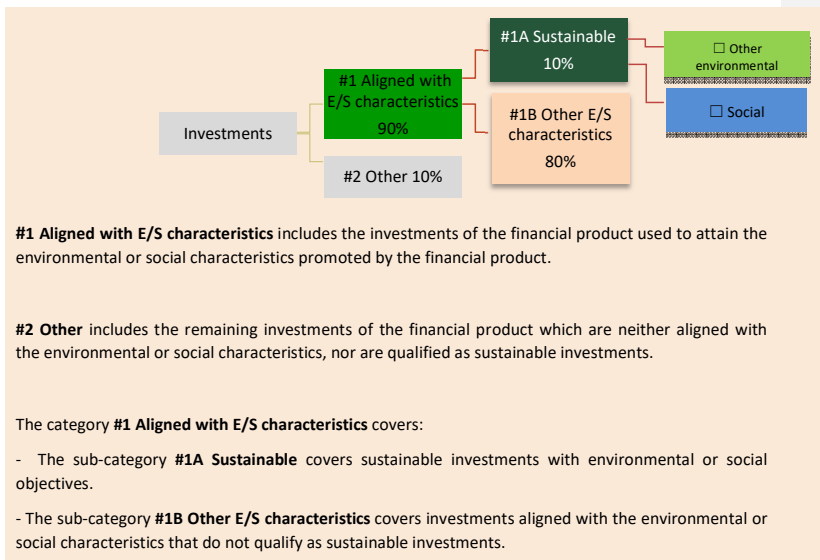 #1A Sustainable
10%
☐ Other
environmental
#1 Aligned with
E/S characteristics
90%
☐ Social
#1B Other E/S
characteristics
80%
Investments
#2 Other 10%
#1 Aligned with E/S characteristics includes the investments of the financial product used to attain the
environmental or social characteristics promoted by the financial product.
#2 Other includes the remaining investments of the financial product which are neither aligned with
the environmental or social characteristics, nor are qualified as sustainable investments.
The category #1 Aligned with E/S characteristics covers:
- The sub-category #1A Sustainable covers sustainable investments with environmental or social
objectives.
- The sub-category #1B Other E/S characteristics covers investments aligned with the environmental or
social characteristics that do not qualify as sustainable investments.